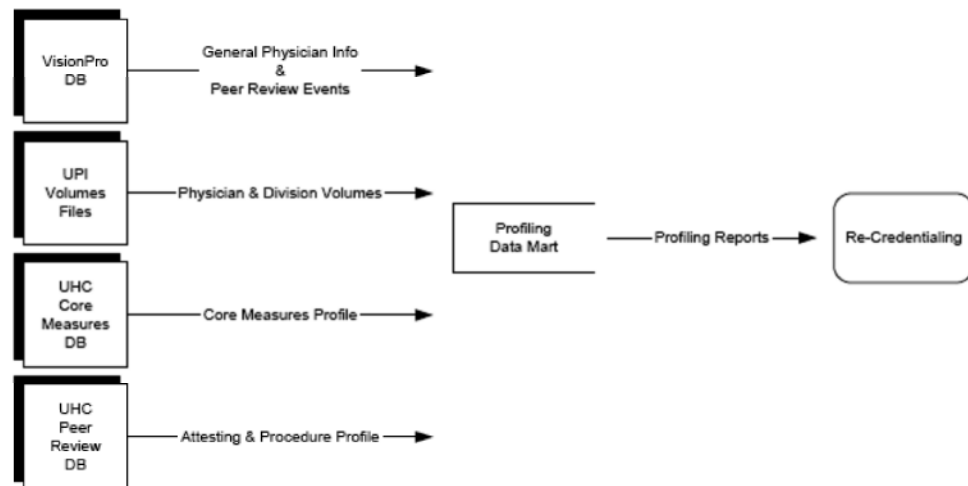 VisionPro
DB
General Physician Info
&
Peer Review Events
UPI
Volumes
Files
Physician & Division Volumes
Profiling
Data Mart
Profiling Reports
Re-Credentialing
UHC
Core
Measures
DB
Core Measures Profile
UHC
Peer
Review
DB
Attesting & Procedure Profile